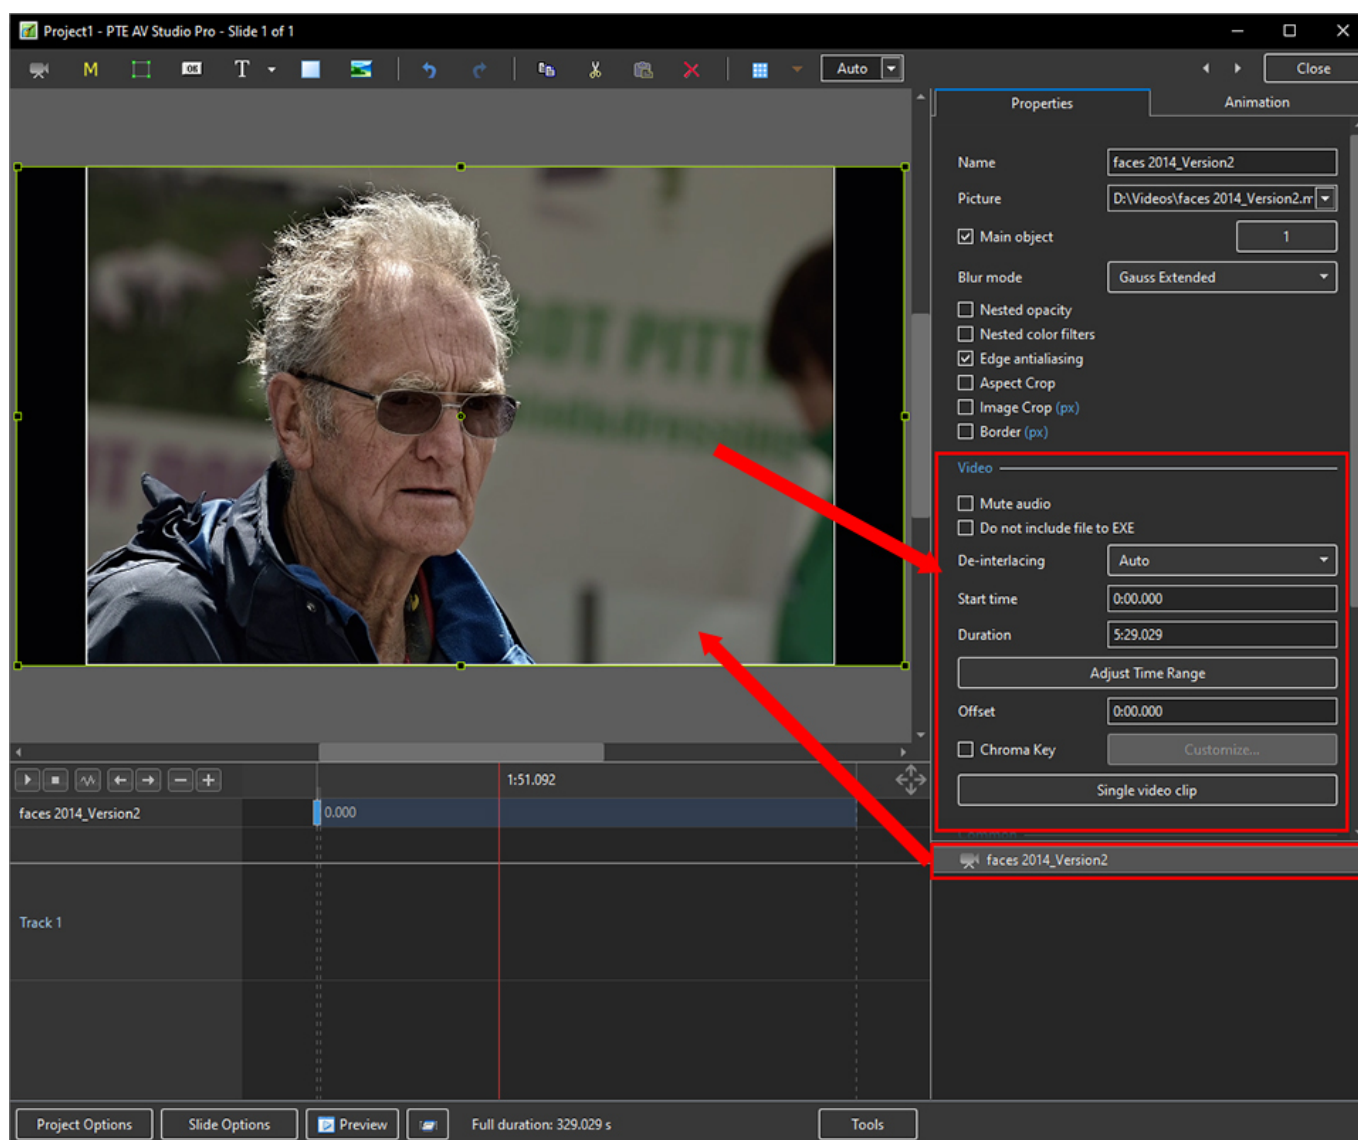 Project1 - PTE AV Studio Pro - Slide 1 of 1
M OK T Auto Close
Properties Animation
Name faces 2014_Version2
Picture D:\Videos\faces 2014_Version2.m
Main object 1
Blur mode Gauss Extended
Nested opacity
Nested color filters
Edge antialiasing
Aspect Crop
Image Crop (px)
Border (px)
Video
Mute audio
Do not include file to EXE
De-interlacing Auto
Start time 0:00.000
Duration 5:29.029
Adjust Time Range
Offset 0:00.000
Chroma Key Customize...
Single video clip
Common
faces 2014_Version2
1:51.092
faces 2014_Version2 0.000
Track 1
Project Options Slide Options Preview Full duration: 329.029 s Tools